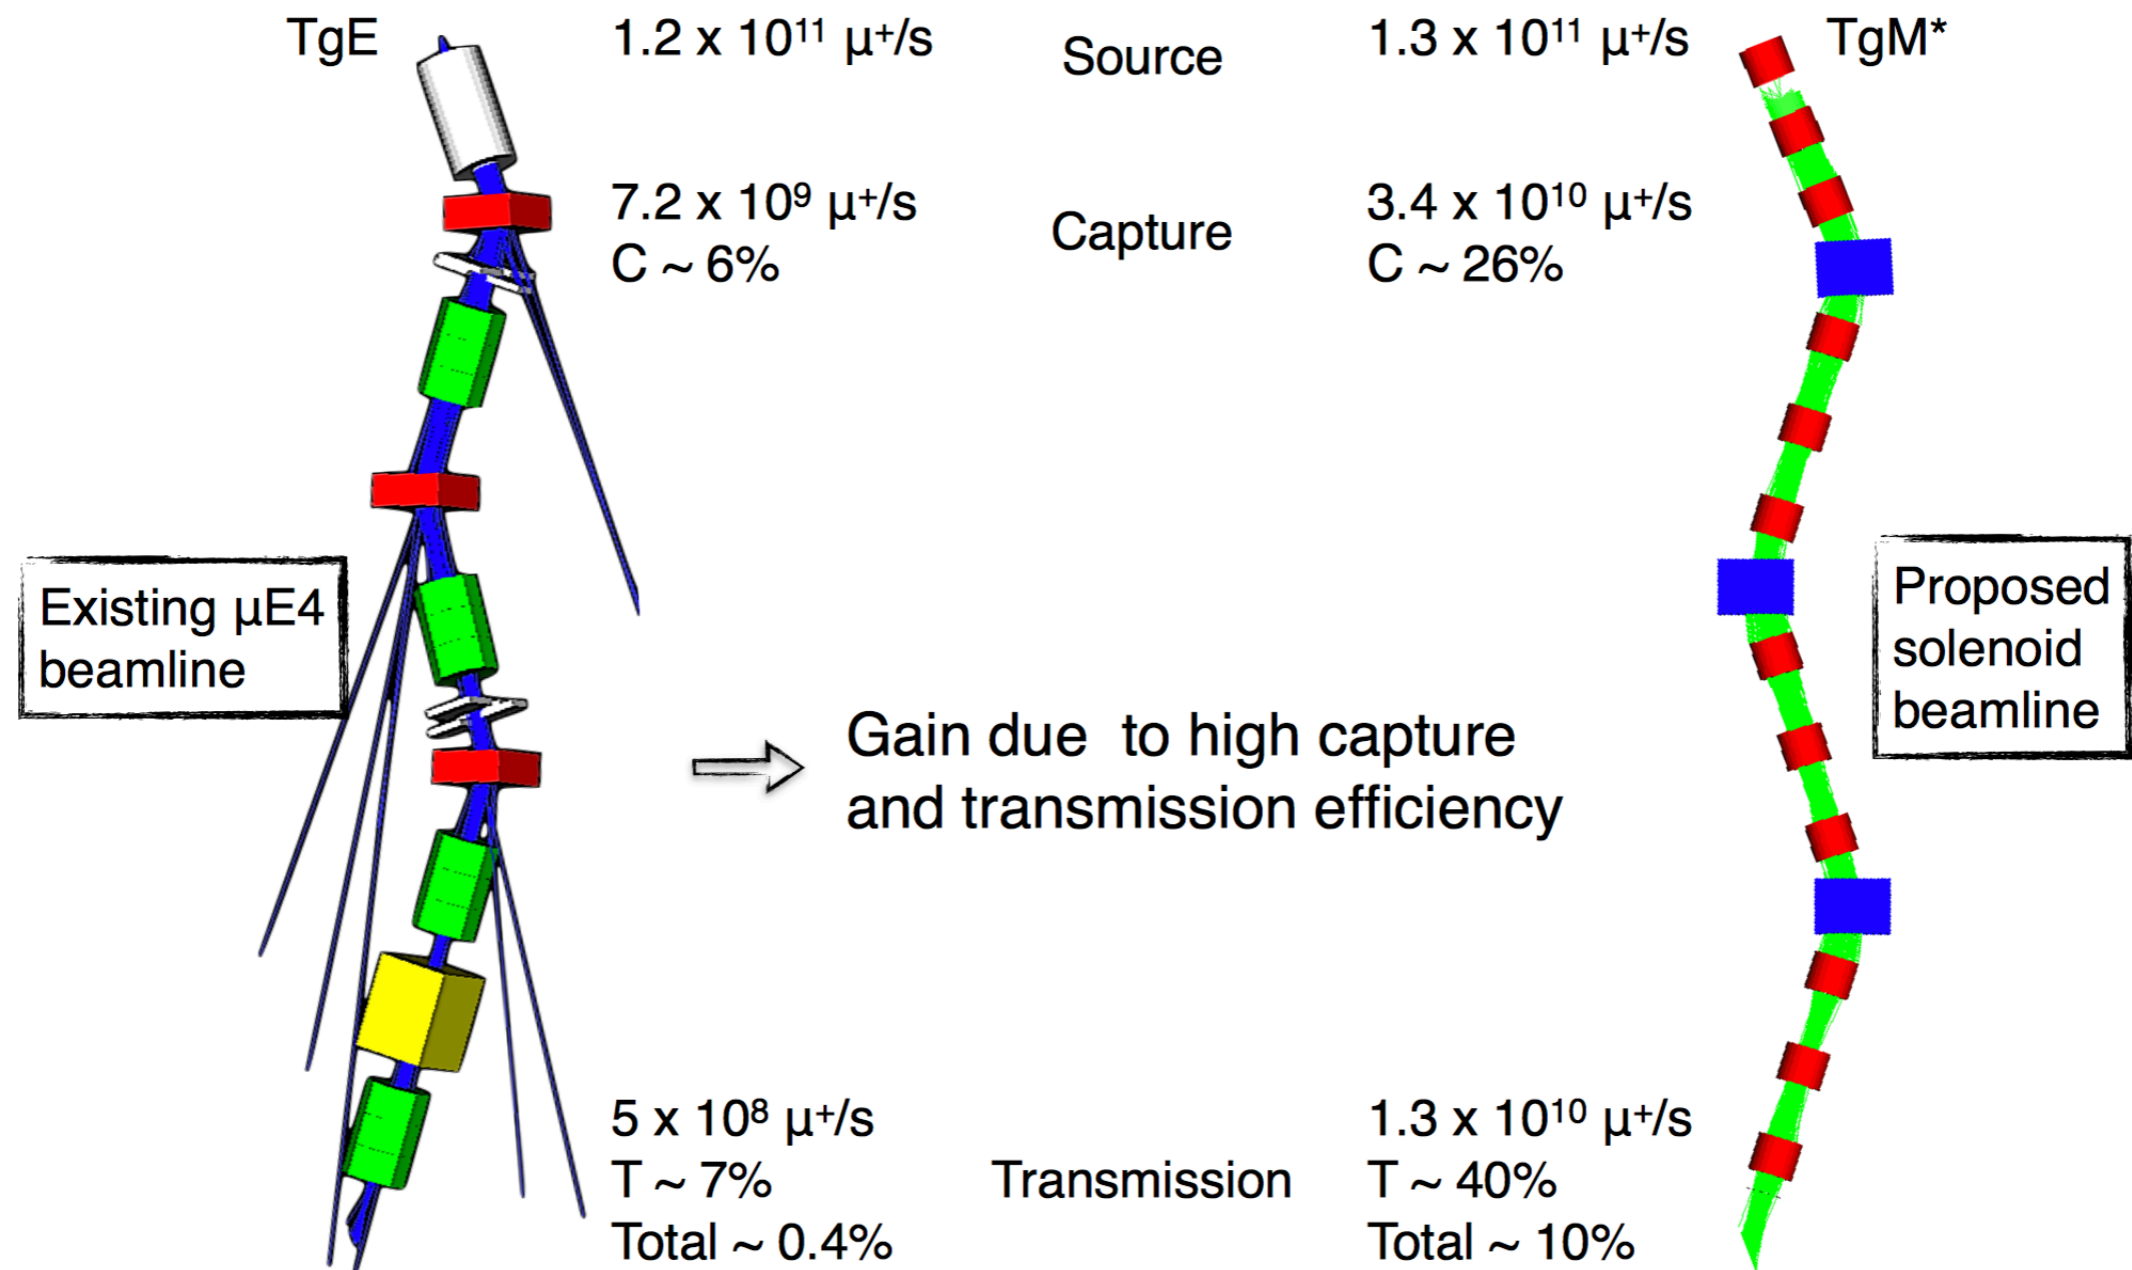 TgE
1.2 x 10¹¹ µ⁺/s
Source
1.3 x 10¹¹ µ⁺/s
TgM*
7.2 x 10⁹ µ⁺/s
C ~ 6%
Capture
3.4 x 10¹⁰ µ⁺/s
C ~ 26%
Existing µE4
beamline
Proposed
solenoid
beamline
Gain due to high capture
and transmission efficiency
5 x 10⁸ µ⁺/s
T ~ 7%
Total ~ 0.4%
Transmission
1.3 x 10¹⁰ µ⁺/s
T ~ 40%
Total ~ 10%